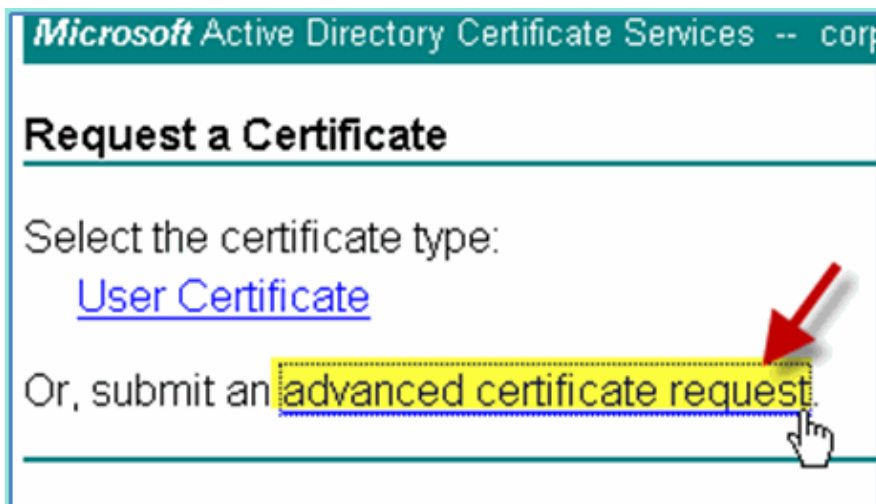 Microsoft Active Directory Certificate Services -- corp
Request a Certificate
Select the certificate type:
User Certificate
Or, submit an advanced certificate request.